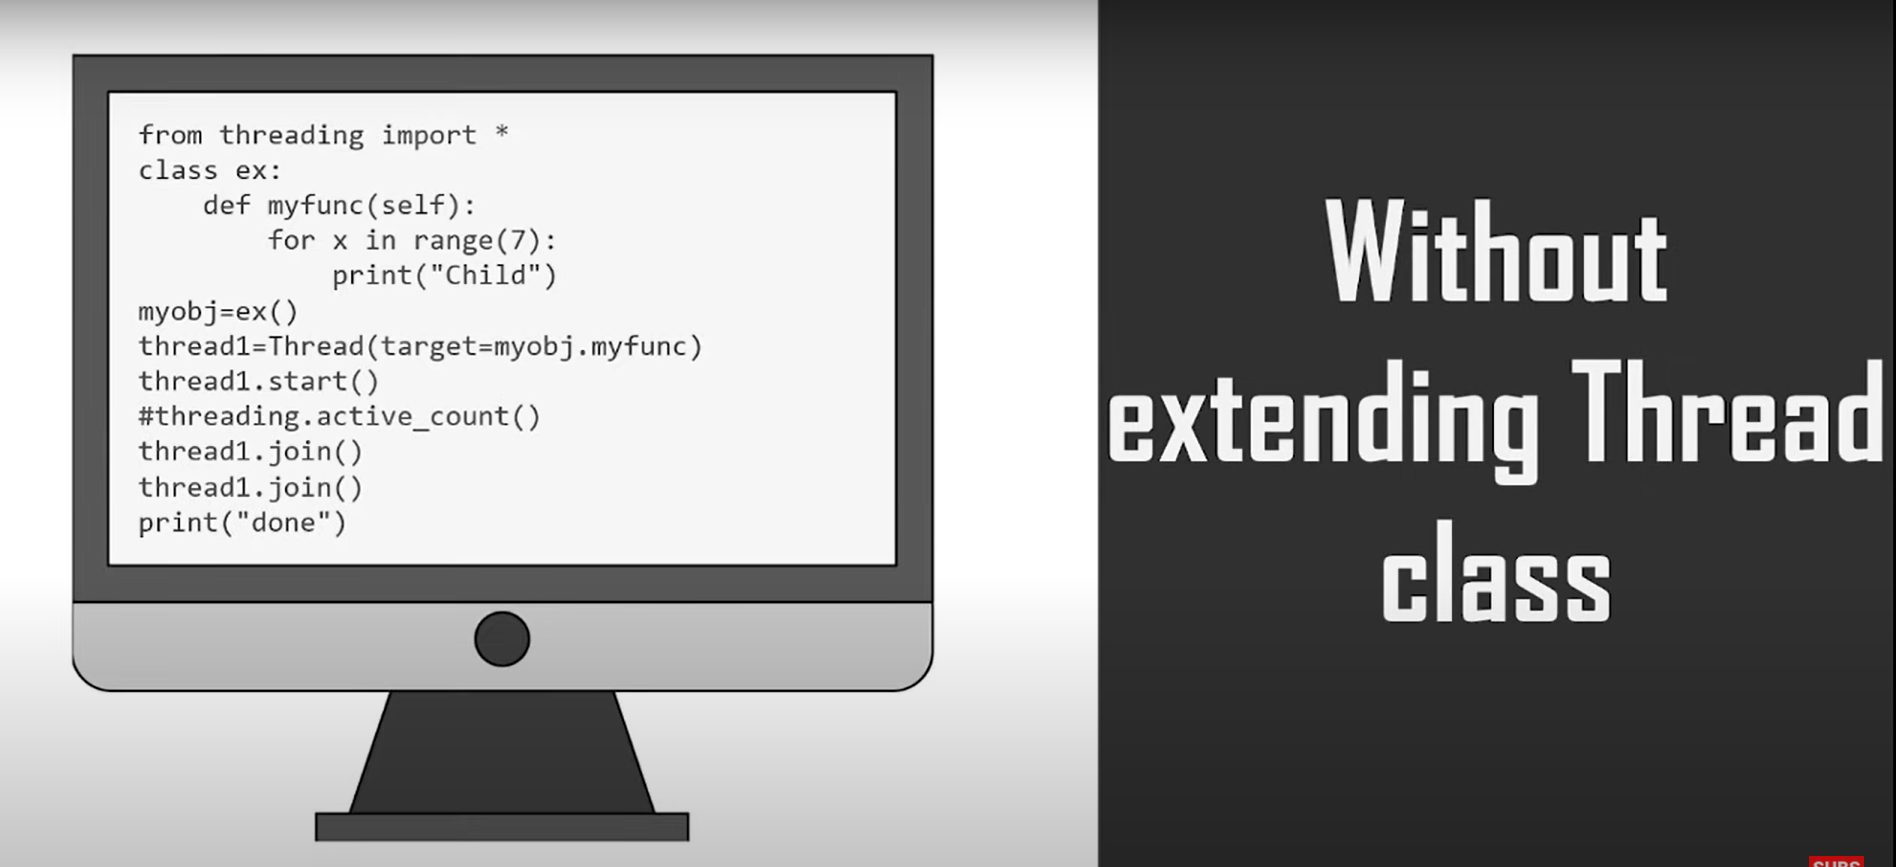 from threading import *
class ex:
    def myfunc(self):
        for x in range(7):
            print("Child")
myobj=ex()
thread1=Thread(target=myobj.myfunc)
thread1.start()
#threading.active_count()
thread1.join()
thread1.join()
print("done")
Without
extending Thread
class
SUBS